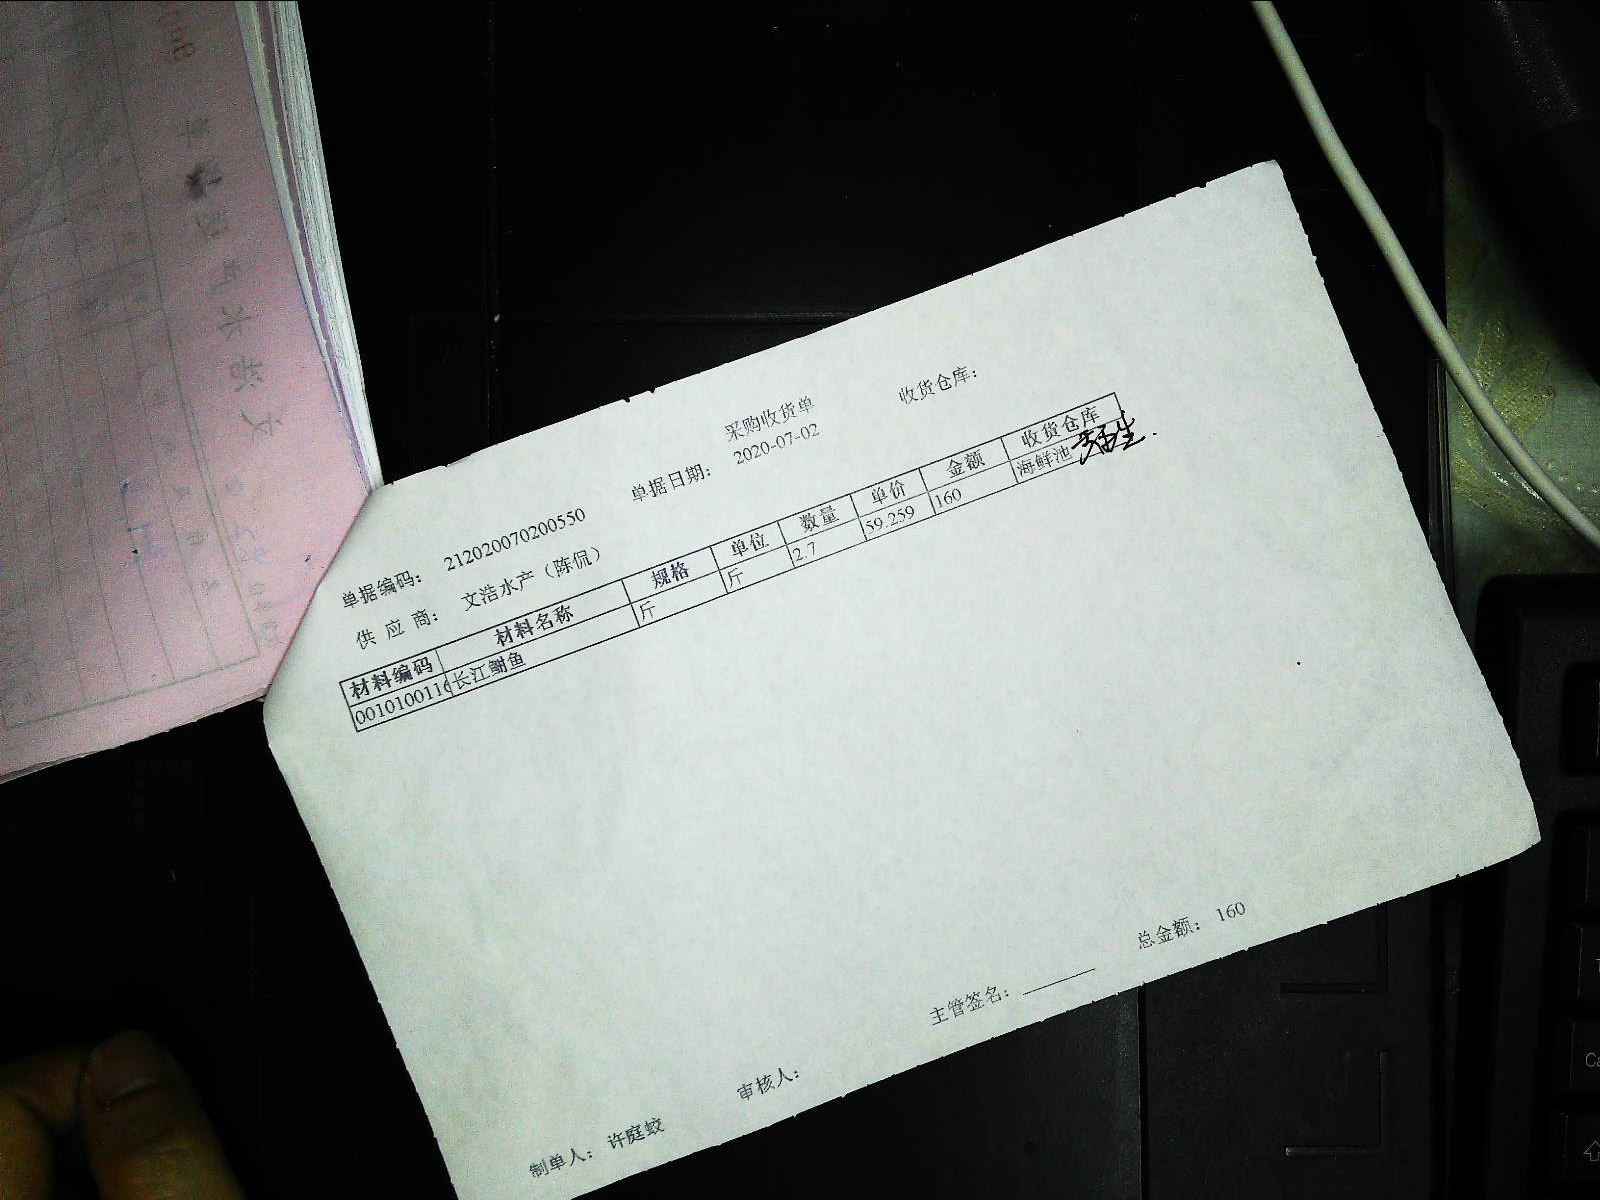 采购收货单
收货仓库：
单据编码： 212020070200550 单据日期： 2020-07-02
供 应 商： 文浩水产（陈侃）
材料编码 材料名称 规格 单位 数量 单价 金额 收货仓库
0010100116 长江鮰鱼 斤 斤 2.7 59.259 160 海鲜池
总金额： 160
主管签名：
制单人： 许庭蛟 审核人：